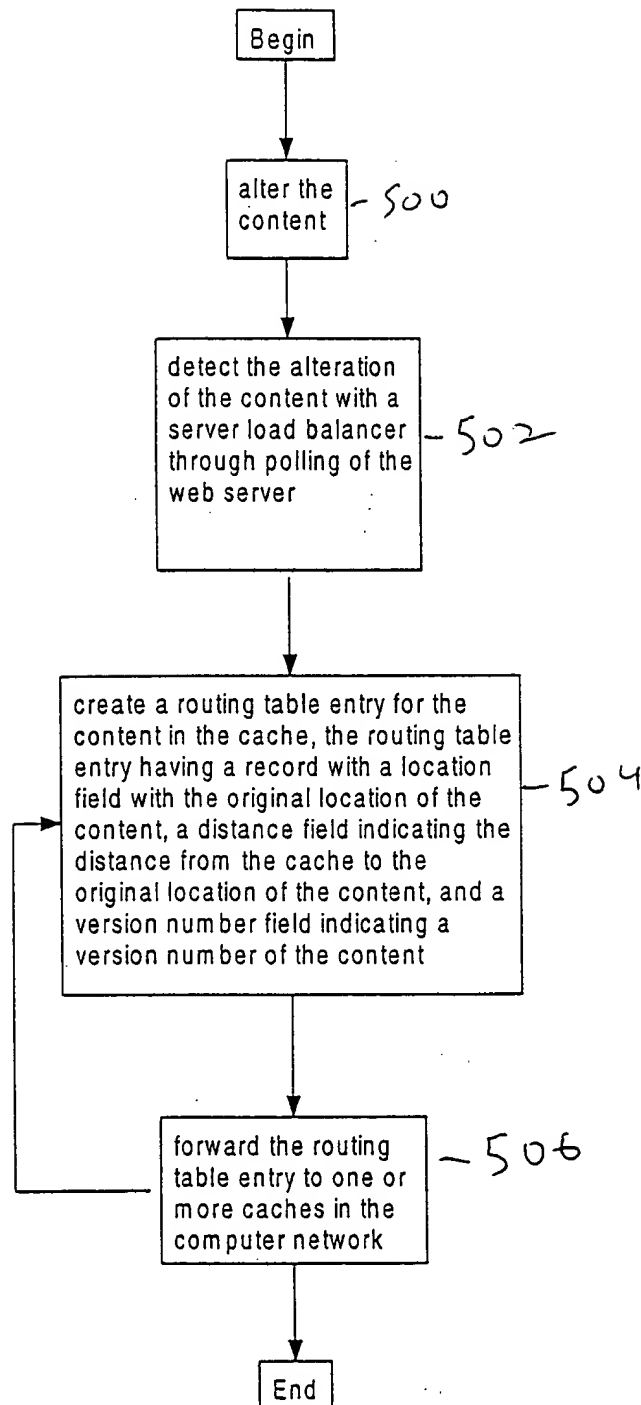 Begin
alter the
content
- 500
detect the alteration
of the content with a
server load balancer
through polling of the
web server
- 502
create a routing table entry for the
content in the cache, the routing table
entry having a record with a location
field with the original location of the
content, a distance field indicating the
distance from the cache to the
original location of the content, and a
version number field indicating a
version number of the content
- 504
forward the routing
table entry to one or
more caches in the
computer network
- 506
End